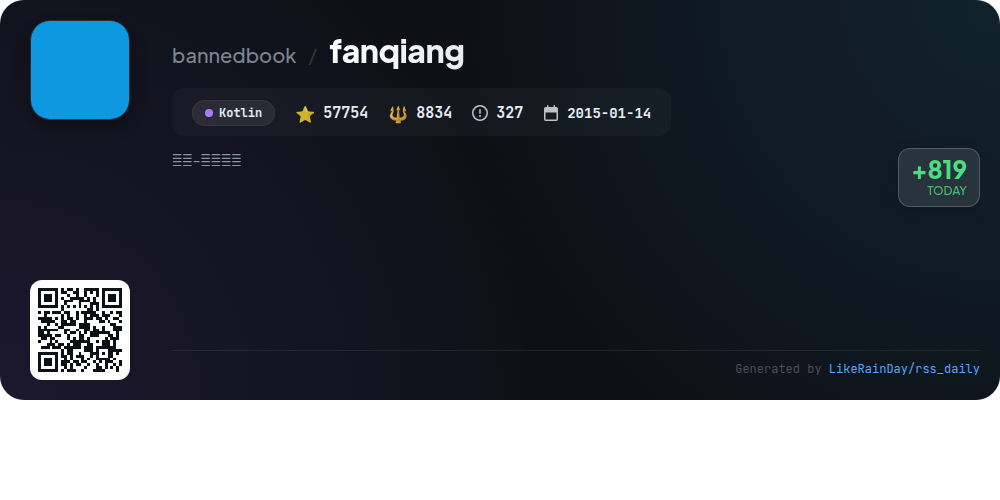 bannedbook / fanqiang
Kotlin 57754 8834 327 2015-01-14
+819
TODAY
Generated by LikeRainDay/rss_daily